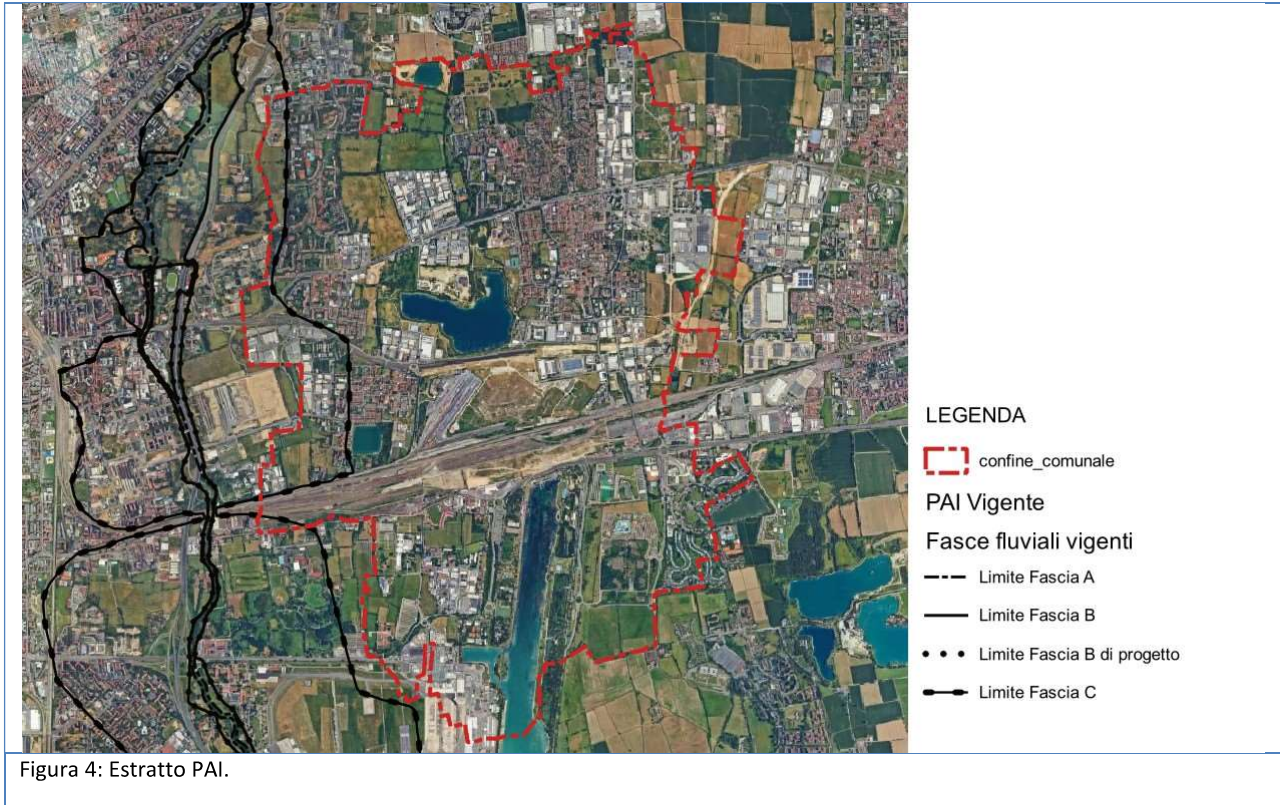 LEGENDA
confine_comunale
PAI Vigente
Fasce fluviali vigenti
Limite Fascia A
Limite Fascia B
Limite Fascia B di progetto
Limite Fascia C
Figura 4: Estratto PAI.